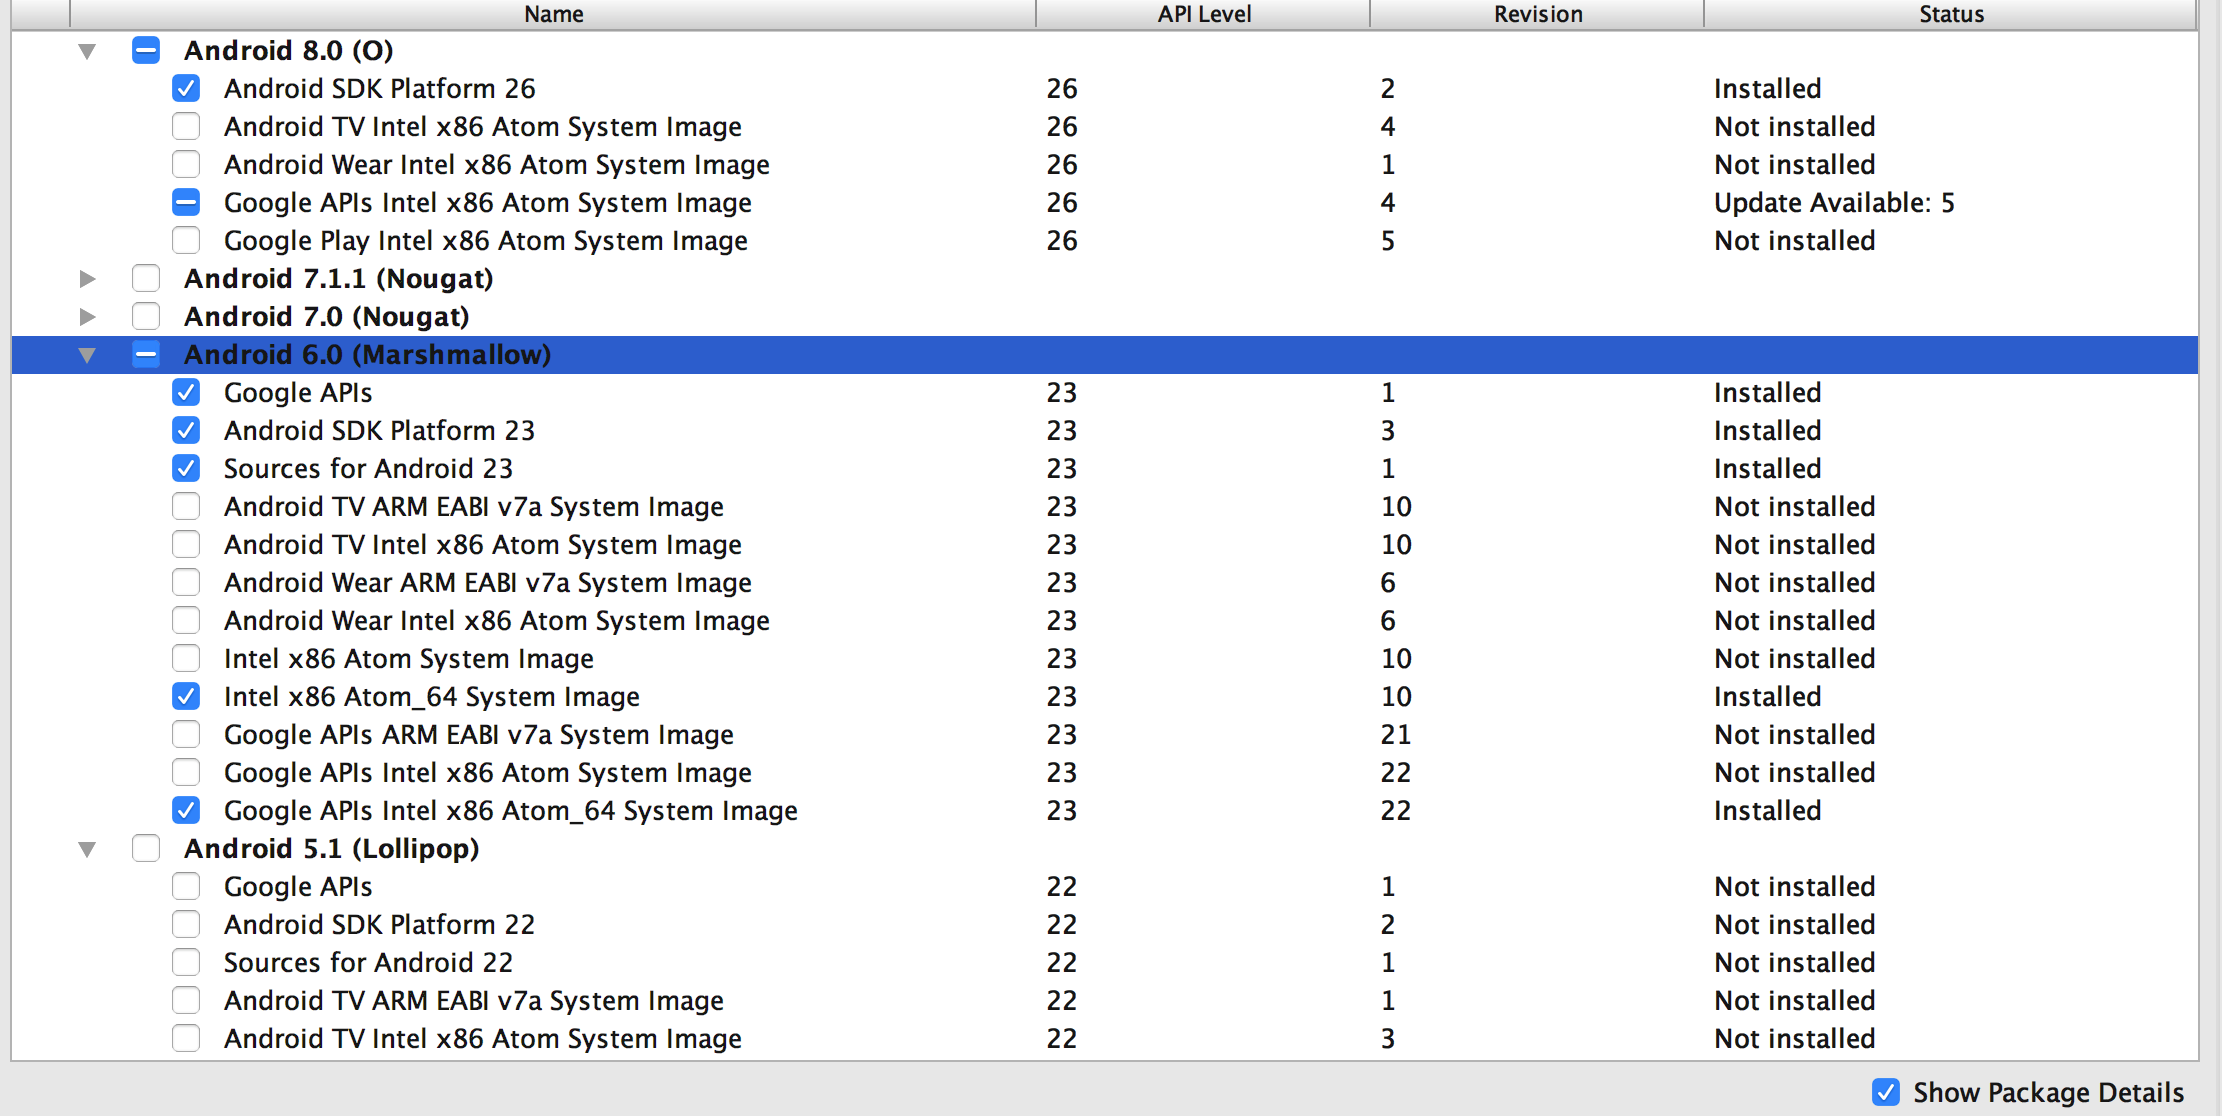 Name API Level Revision Status
Android 8.0 (O)
Android SDK Platform 26 26 2 Installed
Android TV Intel x86 Atom System Image 26 4 Not installed
Android Wear Intel x86 Atom System Image 26 1 Not installed
Google APIs Intel x86 Atom System Image 26 4 Update Available: 5
Google Play Intel x86 Atom System Image 26 5 Not installed
Android 7.1.1 (Nougat)
Android 7.0 (Nougat)
Android 6.0 (Marshmallow)
Google APIs 23 1 Installed
Android SDK Platform 23 23 3 Installed
Sources for Android 23 23 1 Installed
Android TV ARM EABI v7a System Image 23 10 Not installed
Android TV Intel x86 Atom System Image 23 10 Not installed
Android Wear ARM EABI v7a System Image 23 6 Not installed
Android Wear Intel x86 Atom System Image 23 6 Not installed
Intel x86 Atom System Image 23 10 Not installed
Intel x86 Atom_64 System Image 23 10 Installed
Google APIs ARM EABI v7a System Image 23 21 Not installed
Google APIs Intel x86 Atom System Image 23 22 Not installed
Google APIs Intel x86 Atom_64 System Image 23 22 Installed
Android 5.1 (Lollipop)
Google APIs 22 1 Not installed
Android SDK Platform 22 22 2 Not installed
Sources for Android 22 22 1 Not installed
Android TV ARM EABI v7a System Image 22 1 Not installed
Android TV Intel x86 Atom System Image 22 3 Not installed
Show Package Details